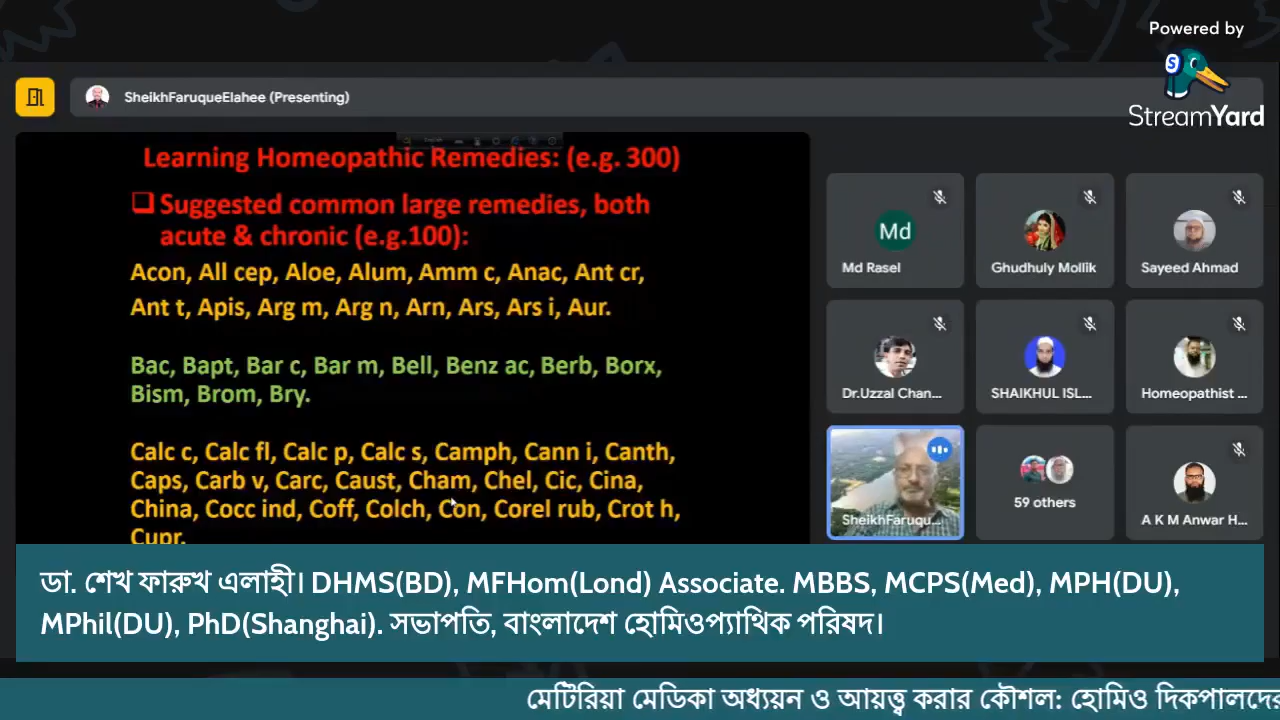 Powered by
StreamYard
SheikhFaruqueElahee (Presenting)
Learning Homeopathic Remedies: (e.g. 300)
Suggested common large remedies, both
acute & chronic (e.g.100):
Acon, All cep, Aloe, Alum, Amm c, Anac, Ant cr,
Ant t, Apis, Arg m, Arg n, Arn, Ars, Ars i, Aur.
Bac, Bapt, Bar c, Bar m, Bell, Benz ac, Berb, Borx,
Bism, Brom, Bry.
Calc c, Calc fl, Calc p, Calc s, Camph, Cann i, Canth,
Caps, Carb v, Carc, Caust, Cham, Chel, Cic, Cina,
China, Cocc ind, Coff, Colch, Con, Corel rub, Crot h,
Cupr.
Md
Md Rasel
Ghudhuly Mollik
Sayeed Ahmad
Dr.Uzzal Chan...
SHAIKHUL ISL...
Homeopathist ...
SheikhFaruqu...
59 others
A K M Anwar H...
ডা. শেখ ফারুখ এলাহী। DHMS(BD), MFHom(Lond) Associate. MBBS, MCPS(Med), MPH(DU),
MPhil(DU), PhD(Shanghai). সভাপতি, বাংলাদেশ হোমিওপ্যাথিক পরিষদ।
মেটিরিয়া মেডিকা অধ্যয়ন ও আয়ত্ত্ব করার কৌশল: হোমিও দিকপালদের